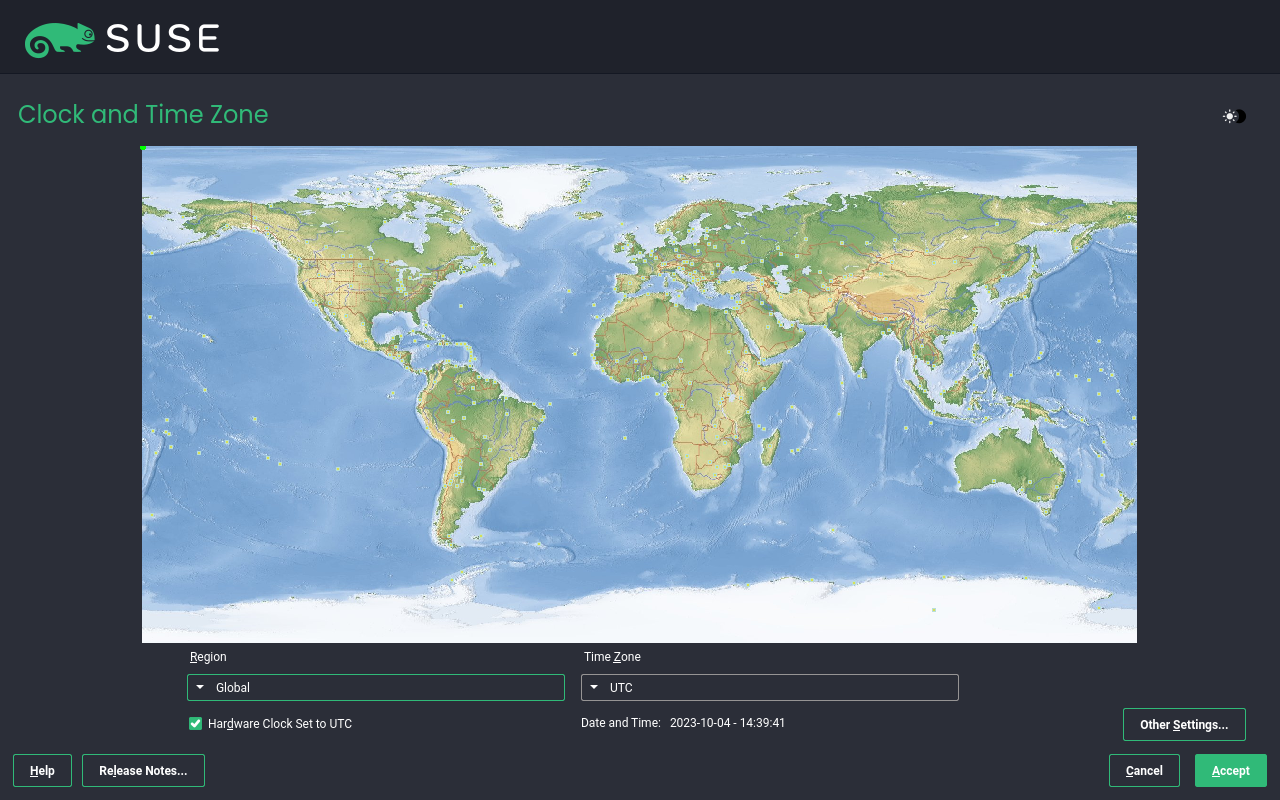 SUSE
Clock and Time Zone
Region
Time Zone
Global
UTC
Hardware Clock Set to UTC
Date and Time: 2023-10-04 - 14:39:41
Other Settings...
Help
Release Notes...
Cancel
Accept